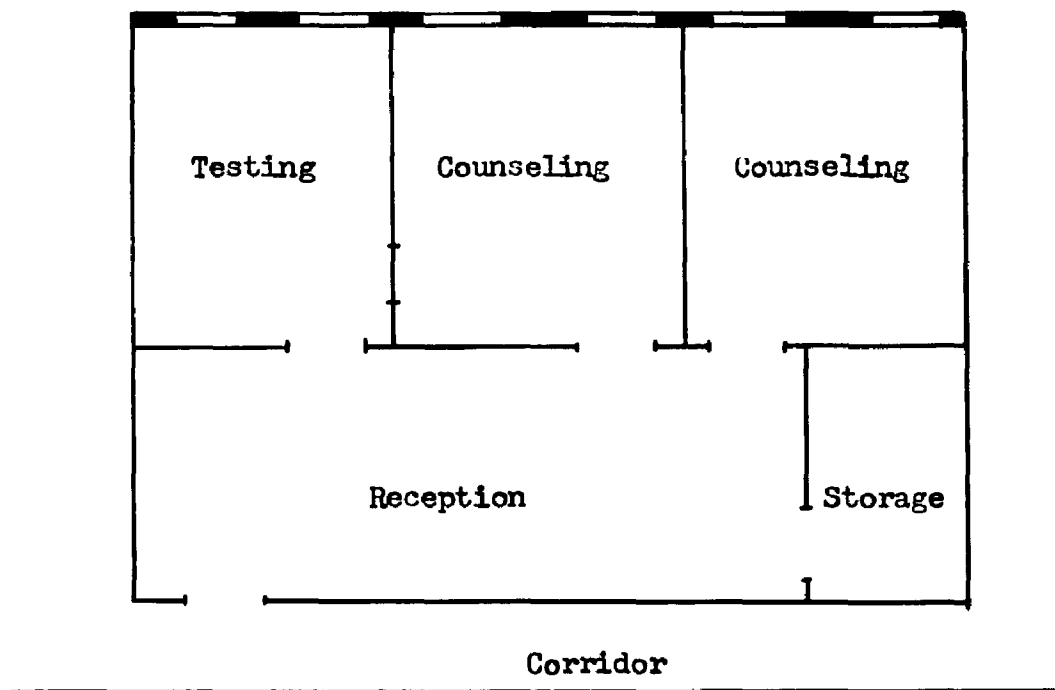 Testing
Counseling
Counseling
Reception
Storage
Corridor